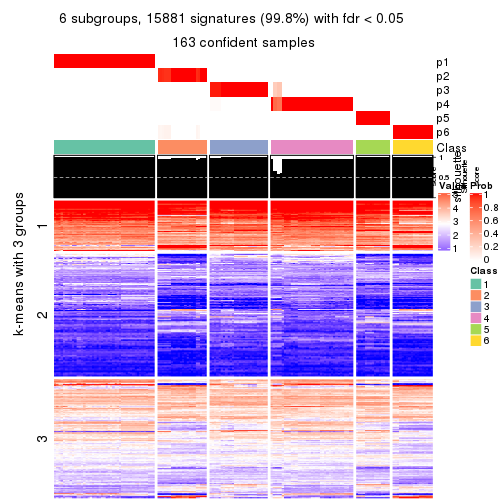 6 subgroups, 15881 signatures (99.8%) with fdr < 0.05
163 confident samples
p1
p2
p3
p4
p5
p6
Class
1
0.5
silhouette
score
Prob
4
3
2
1
1
0.8
0.6
0.4
0.2
0
Class
1
2
3
4
5
6
k-means with 3 groups
1
2
3